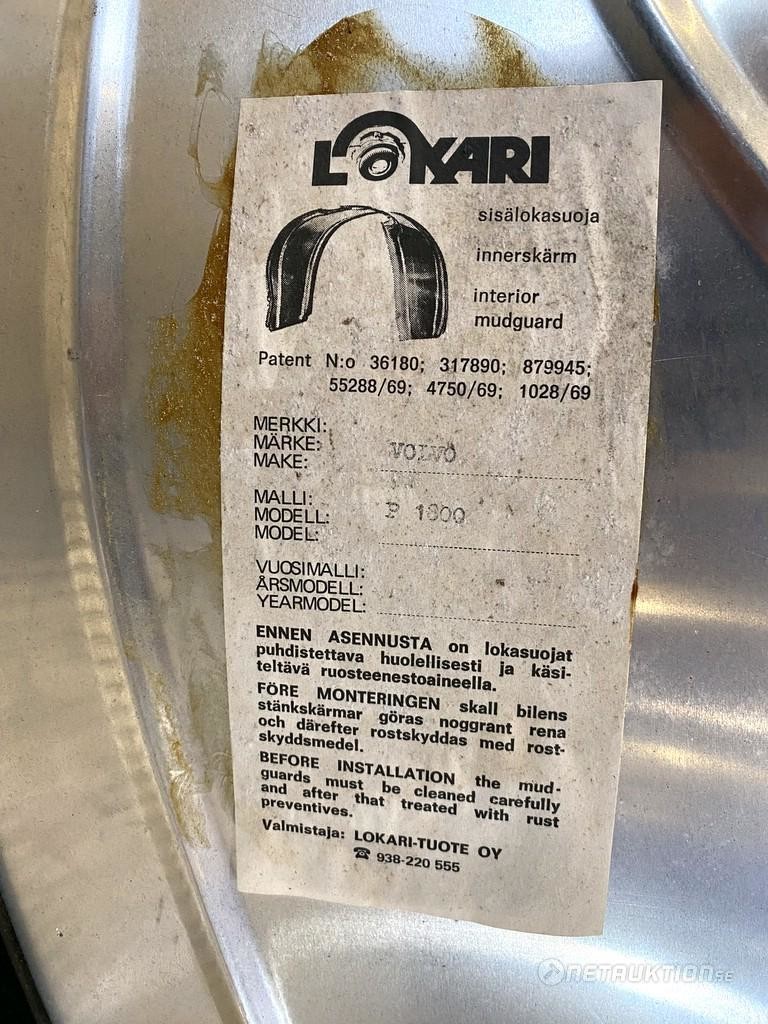 LOKARI
sisälokasuoja
innerskärm
interior
mudguard
Patent N:o 36180; 317890; 879945;
55288/69; 4750/69; 1028/69
MERKKI:
MÄRKE:
MAKE: VOLVO
MALLI:
MODELL: P 1800
MODEL:
VUOSIMALLI:
ÅRSMODELL:
YEARMODEL:
ENNEN ASENNUSTA on lokasuojat
puhdistettava huolellisesti ja käsi-
teltävä ruosteenestoaineella.
FÖRE MONTERINGEN skall bilens
stänkskärmar göras noggrant rena
och därefter rostskyddas med rost-
skyddsmedel.
BEFORE INSTALLATION the mud-
guards must be cleaned carefully
and after that treated with rust
preventives.
Valmistaja: LOKARI-TUOTE OY
☎ 938-220 555
NETAUKTION.SE